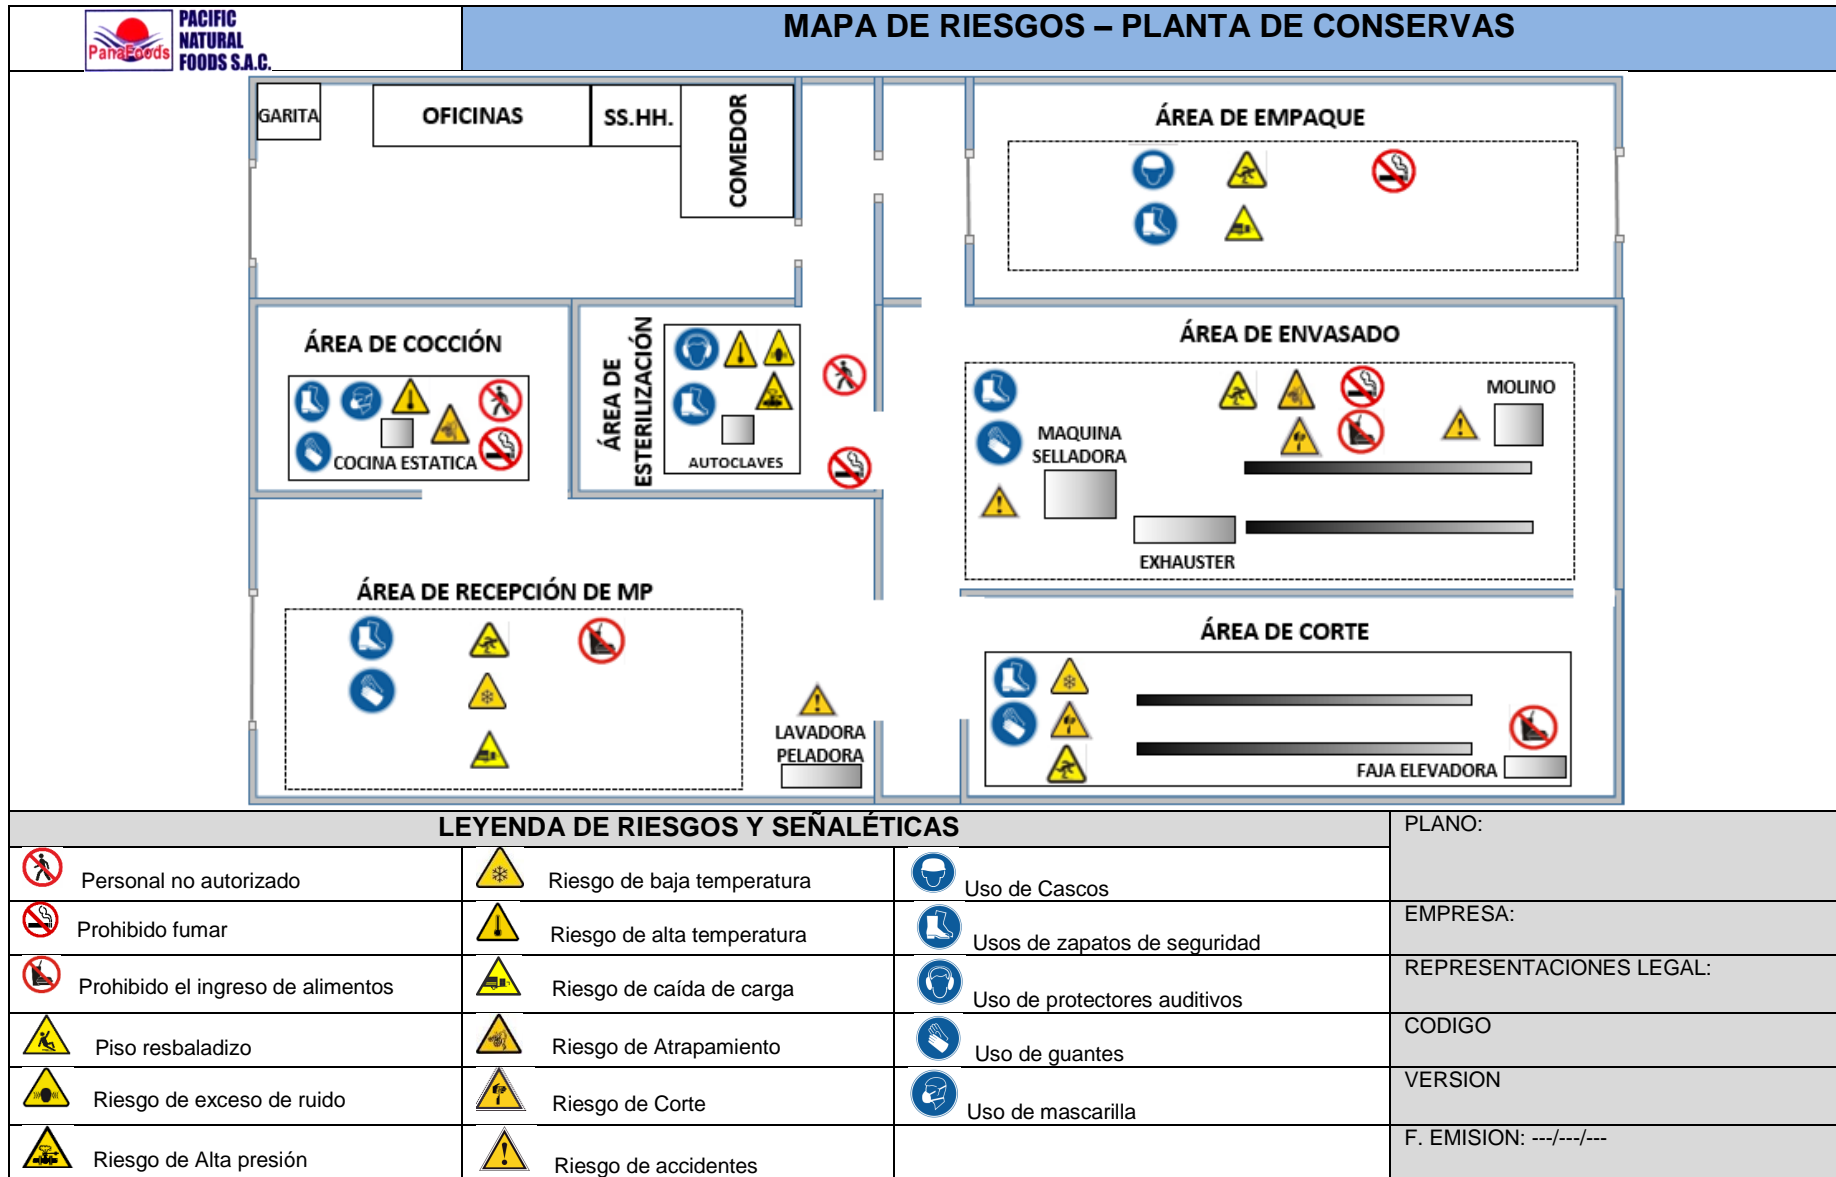 PanaFoods
PACIFIC
NATURAL
FOODS S.A.C.
MAPA DE RIESGOS – PLANTA DE CONSERVAS
GARITA
OFICINAS
SS.HH.
COMEDOR
ÁREA DE EMPAQUE
ÁREA DE COCCIÓN
COCINA ESTATICA
ÁREA DE
ESTERILIZACIÓN
AUTOCLAVES
ÁREA DE ENVASADO
MAQUINA
SELLADORA
EXHAUSTER
MOLINO
ÁREA DE RECEPCIÓN DE MP
LAVADORA
PELADORA
ÁREA DE CORTE
FAJA ELEVADORA
LEYENDA DE RIESGOS Y SEÑALÉTICAS
Personal no autorizado
Riesgo de baja temperatura
Uso de Cascos
Prohibido fumar
Riesgo de alta temperatura
Usos de zapatos de seguridad
Prohibido el ingreso de alimentos
Riesgo de caída de carga
Uso de protectores auditivos
Piso resbaladizo
Riesgo de Atrapamiento
Uso de guantes
Riesgo de exceso de ruido
Riesgo de Corte
Uso de mascarilla
Riesgo de Alta presión
Riesgo de accidentes
PLANO:
EMPRESA:
REPRESENTACIONES LEGAL:
CODIGO
VERSION
F. EMISION: ---/---/---